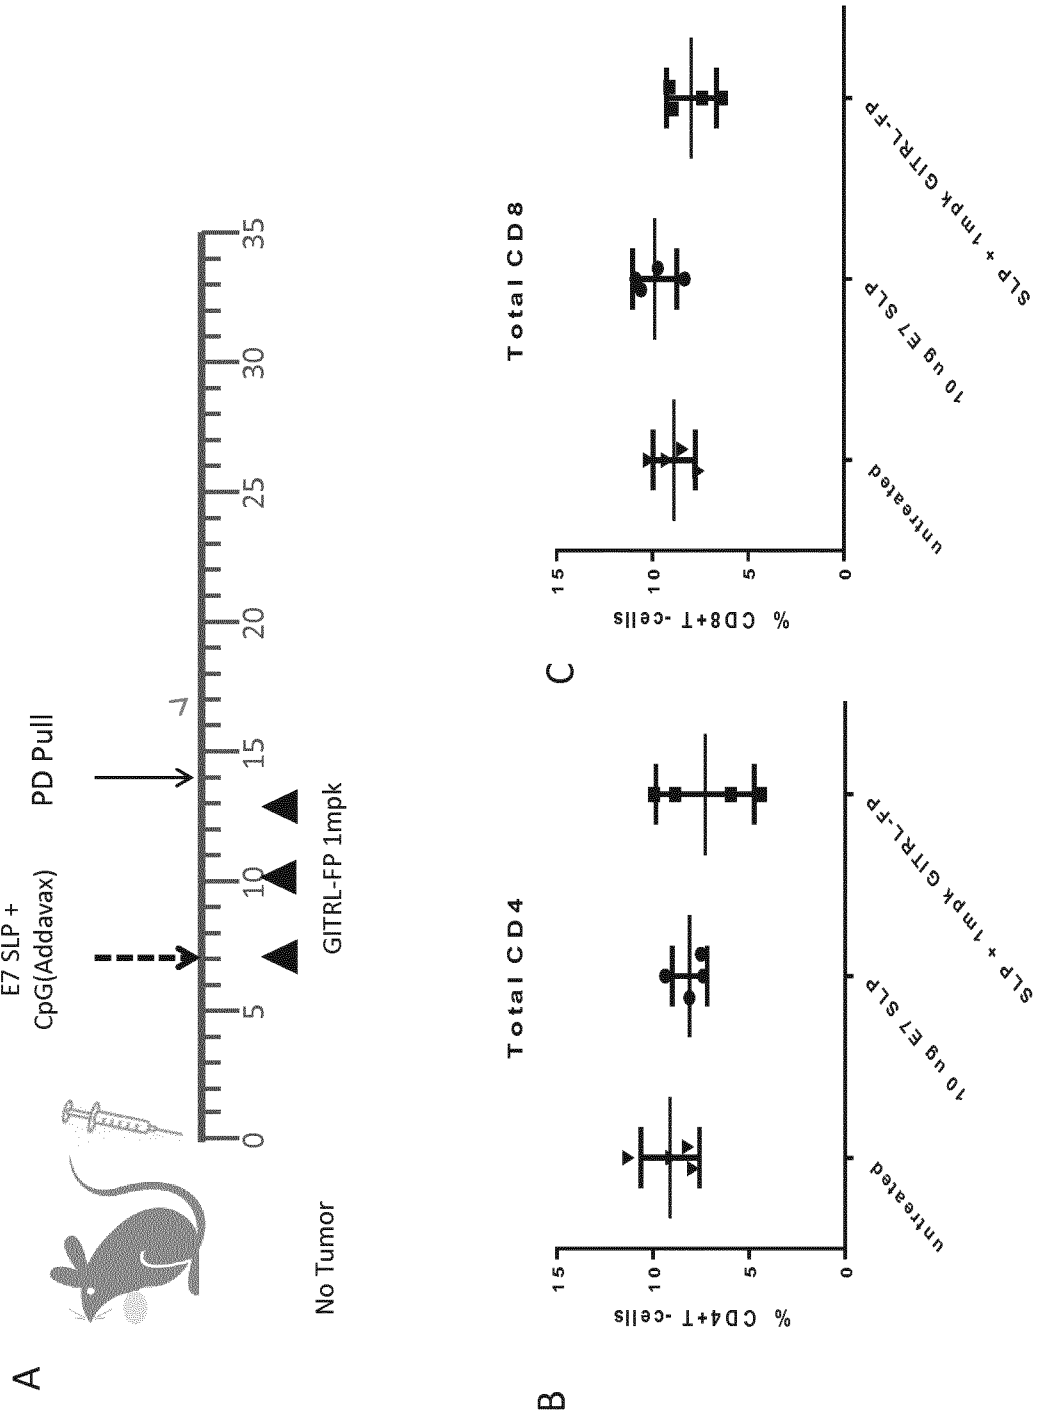 A
E7 SLP +
CpG(Addavax)
PD Pull
0
5
10
15
20
25
30
35
No Tumor
GITRL-FP 1mpk
B
Total CD4
% CD4+T-cells
15
10
5
0
untreated
10 ug E7 SLP
SLP + 1mpk GITRL-FP
C
Total CD8
% CD8+T-cells
15
10
5
0
untreated
10 ug E7 SLP
SLP + 1mpk GITRL-FP